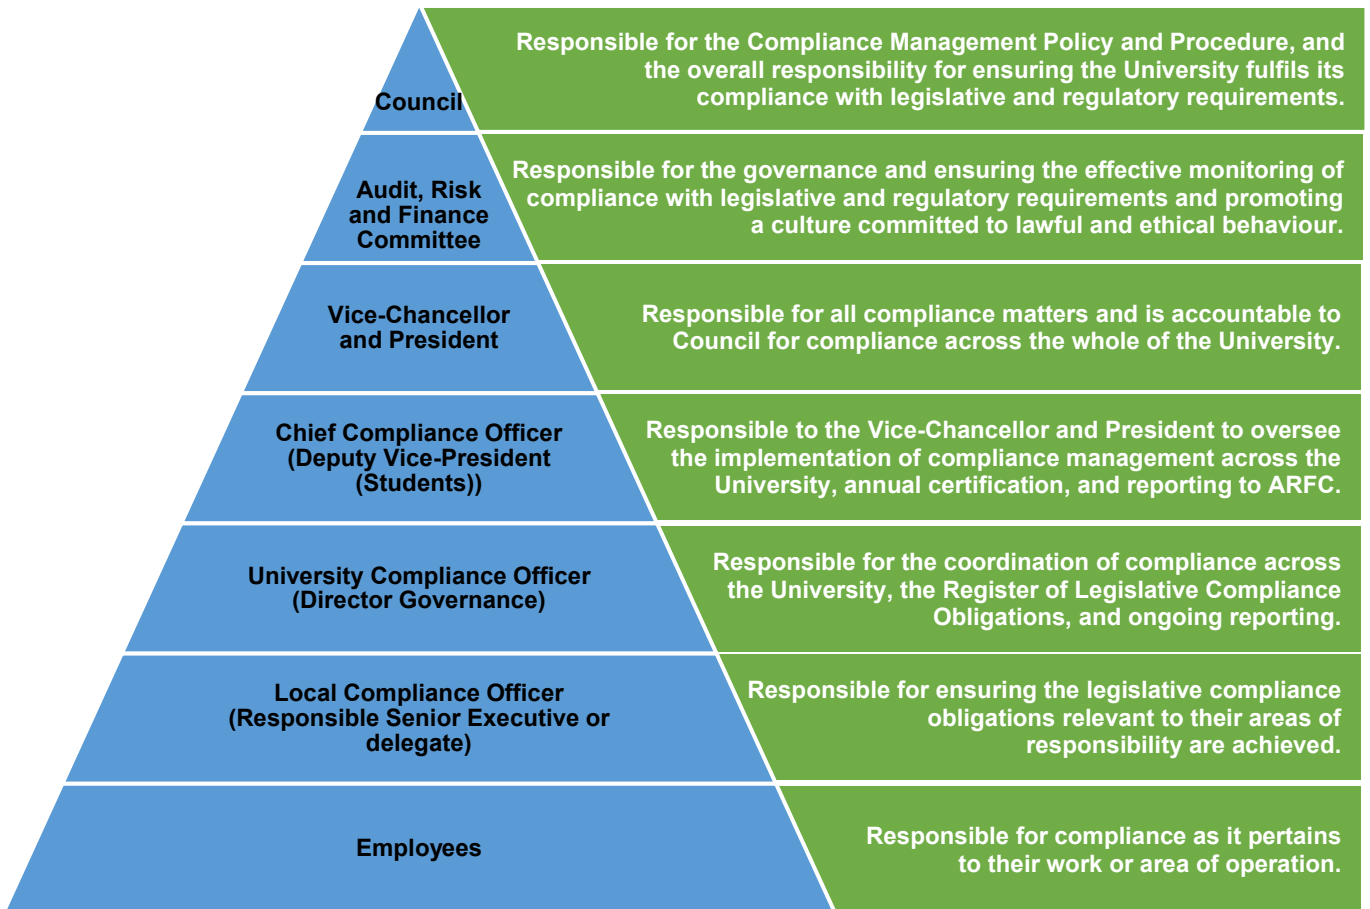 Council
Responsible for the Compliance Management Policy and Procedure, and
the overall responsibility for ensuring the University fulfils its
compliance with legislative and regulatory requirements.
Audit, Risk
and Finance
Committee
Responsible for the governance and ensuring the effective monitoring of
compliance with legislative and regulatory requirements and promoting
a culture committed to lawful and ethical behaviour.
Vice-Chancellor
and President
Responsible for all compliance matters and is accountable to
Council for compliance across the whole of the University.
Chief Compliance Officer
(Deputy Vice-President
(Students))
Responsible to the Vice-Chancellor and President to oversee
the implementation of compliance management across the
University, annual certification, and reporting to ARFC.
University Compliance Officer
(Director Governance)
Responsible for the coordination of compliance across
the University, the Register of Legislative Compliance
Obligations, and ongoing reporting.
Local Compliance Officer
(Responsible Senior Executive or
delegate)
Responsible for ensuring the legislative compliance
obligations relevant to their areas of
responsibility are achieved.
Employees
Responsible for compliance as it pertains
to their work or area of operation.